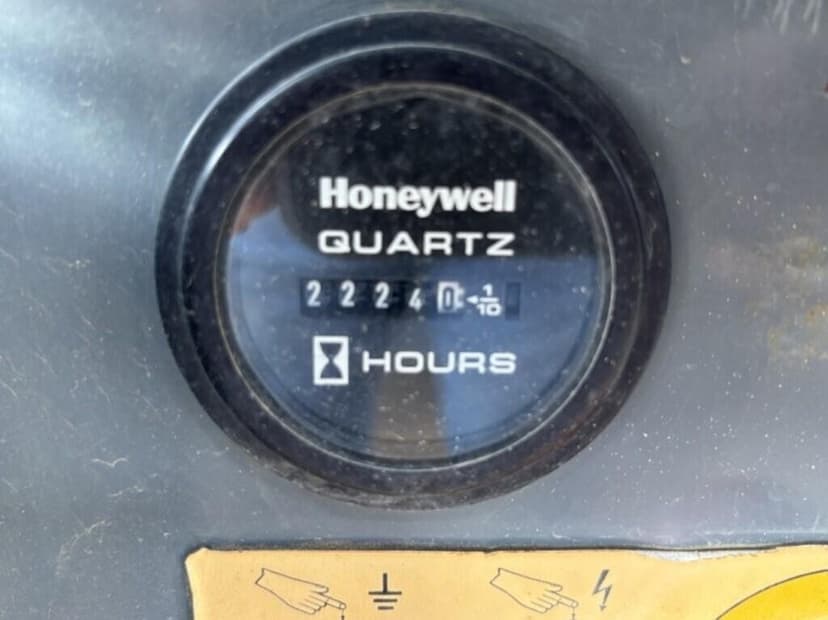 Honeywell
QUARTZ
2 2 2 4 0 ◄ 1/10
HOURS